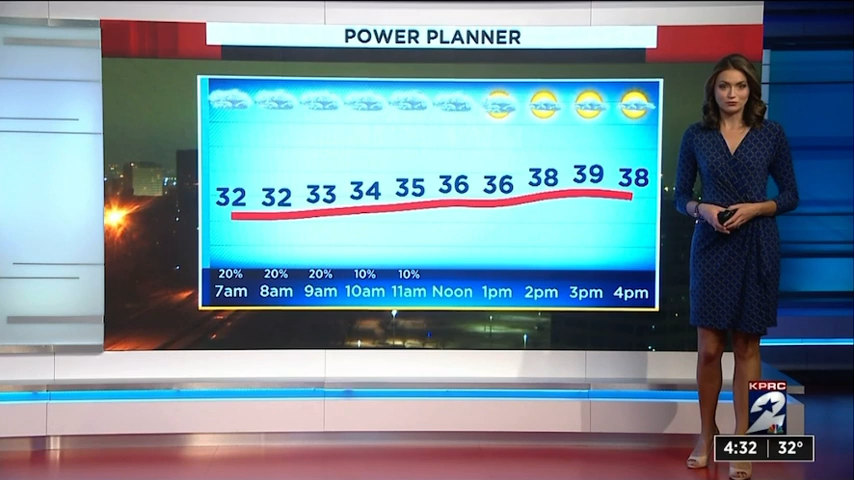 POWER PLANNER
32 32 33 34 35 36 36 38 39 38
20% 20% 20% 10% 10%
7am 8am 9am 10am 11am Noon 1pm 2pm 3pm 4pm
KPRC
2
4:32 32°